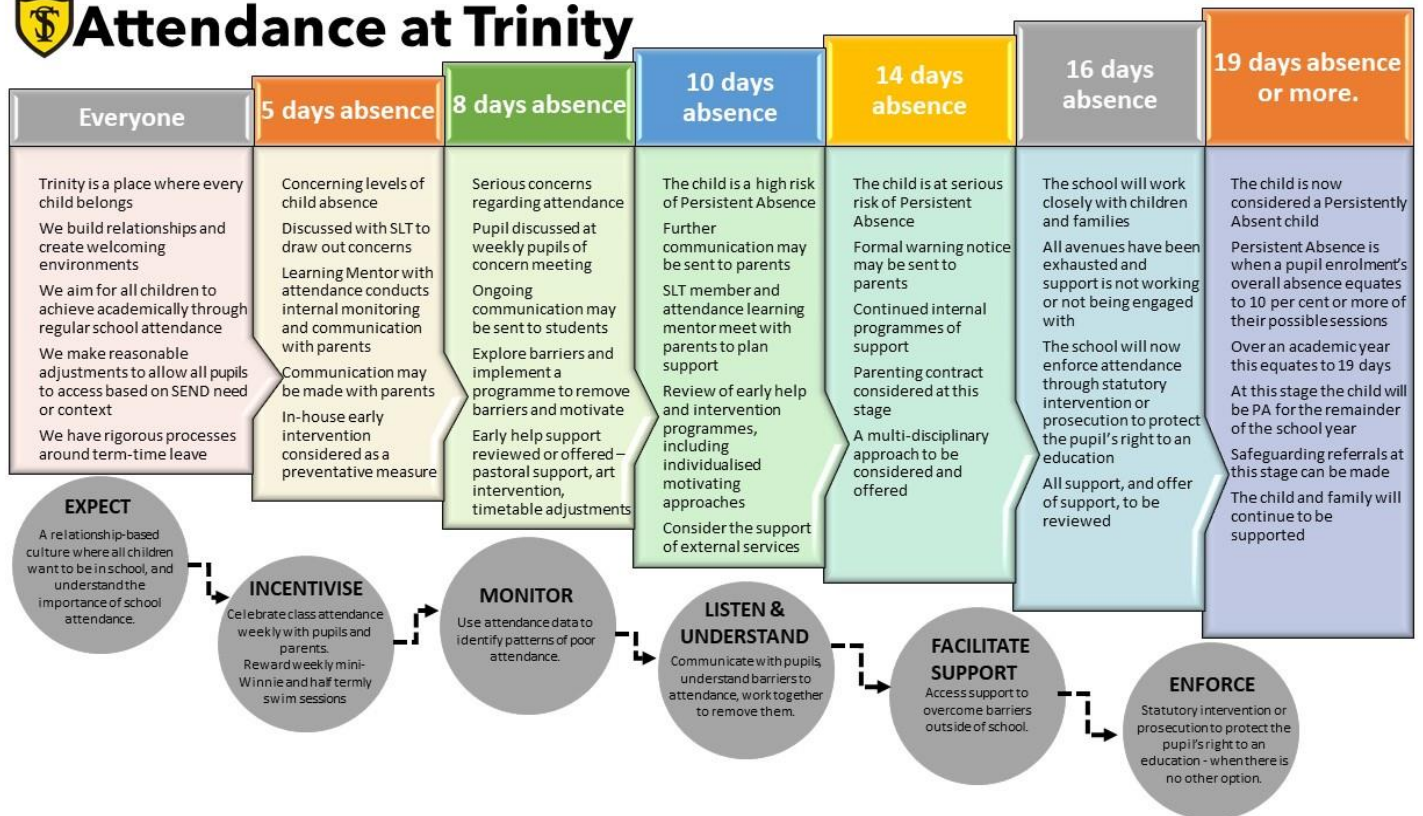 Attendance at Trinity
Everyone
Trinity is a place where every
child belongs
We build relationships and
create welcoming
environments
We aim for all children to
achieve academically through
regular school attendance
We make reasonable
adjustments to allow all pupils
to access based on SEND need
or context
We have rigorous processes
around term-time leave
5 days absence
Concerning levels of
child absence
Discussed with SLT to
draw out concerns
Learning Mentor with
attendance conducts
internal monitoring
and communication
with parents
Communication may
be made with parents
In-house early
intervention
considered as a
preventative measure
8 days absence
Serious concerns
regarding attendance
Pupil discussed at
weekly pupils of
concern meeting
Ongoing
communication may
be sent to students
Explore barriers and
implement a
programme to remove
barriers and motivate
Early help support
reviewed or offered –
pastoral support, art
intervention,
timetable adjustments
10 days
absence
The child is a high risk
of Persistent Absence
Further
communication may
be sent to parents
SLT member and
attendance learning
mentor meet with
parents to plan
support
Review of early help
and intervention
programmes,
including
individualised
motivating
approaches
Consider the support
of external services
14 days
absence
The child is at serious
risk of Persistent
Absence
Formal warning notice
may be sent to
parents
Continued internal
programmes of
support
Parenting contract
considered at this
stage
A multi-disciplinary
approach to be
considered and
offered
16 days
absence
The school will work
closely with children
and families
All avenues have been
exhausted and
support is not working
or not being engaged
with
The school will now
enforce attendance
through statutory
intervention or
prosecution to protect
the pupil's right to an
education
All support, and offer
of support, to be
reviewed
19 days absence
or more.
The child is now
considered a Persistently
Absent child
Persistent Absence is
when a pupil enrolment's
overall absence equates
to 10 per cent or more of
their possible sessions
Over an academic year
this equates to 19 days
At this stage the child will
be PA for the remainder
of the school year
Safeguarding referrals at
this stage can be made
The child and family will
continue to be
supported
EXPECT
A relationship-based
culture where all children
want to be in school, and
understand the
importance of school
attendance.
INCENTIVISE
Celebrate class attendance
weekly with pupils and
parents.
Reward weekly mini-
Winnie and half termly
swim sessions
MONITOR
Use attendance data to
identify patterns of poor
attendance.
LISTEN &
UNDERSTAND
Communicate with pupils,
understand barriers to
attendance, work together
to remove them.
FACILITATE
SUPPORT
Access support to
overcome barriers
outside of school.
ENFORCE
Statutory intervention or
prosecution to protect the
pupil's right to an
education - when there is
no other option.